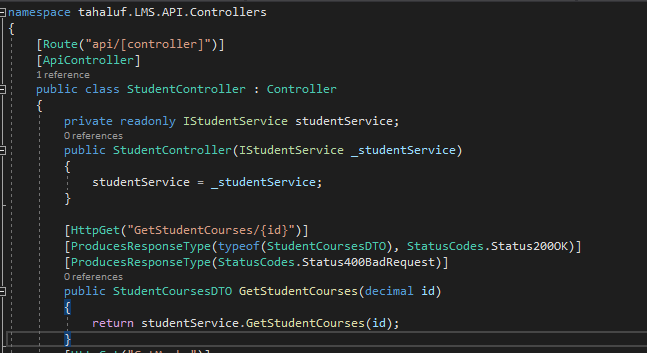 namespace tahaluf.LMS.API.Controllers
{
[Route("api/[controller]")]
[ApiController]
1 reference
public class StudentController : Controller
{
private readonly IStudentService studentService;
0 references
public StudentController(IStudentService _studentService)
{
studentService = _studentService;
}
[HttpGet("GetStudentCourses/{id}")]
[ProducesResponseType(typeof(StudentCoursesDTO), StatusCodes.Status200OK)]
[ProducesResponseType(StatusCodes.Status400BadRequest)]
0 references
public StudentCoursesDTO GetStudentCourses(decimal id)
{
return studentService.GetStudentCourses(id);
}